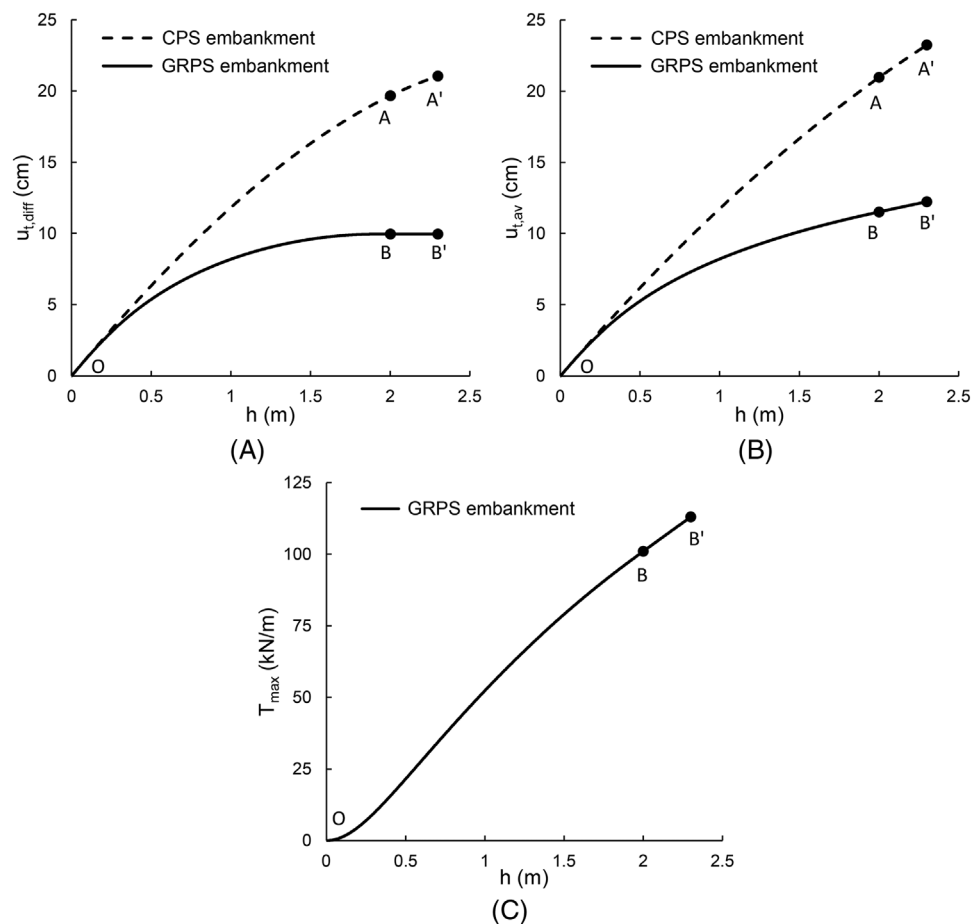 25
20
15
10
5
0
u_t,diff (cm)
CPS embankment
GRPS embankment
A
A'
B
B'
O
0
0.5
1
1.5
2
2.5
h (m)
(A)
25
20
15
10
5
0
u_t,av (cm)
CPS embankment
GRPS embankment
A
A'
B
B'
O
0
0.5
1
1.5
2
2.5
h (m)
(B)
125
100
75
50
25
0
T_max (kN/m)
GRPS embankment
B
B'
O
0
0.5
1
1.5
2
2.5
h (m)
(C)